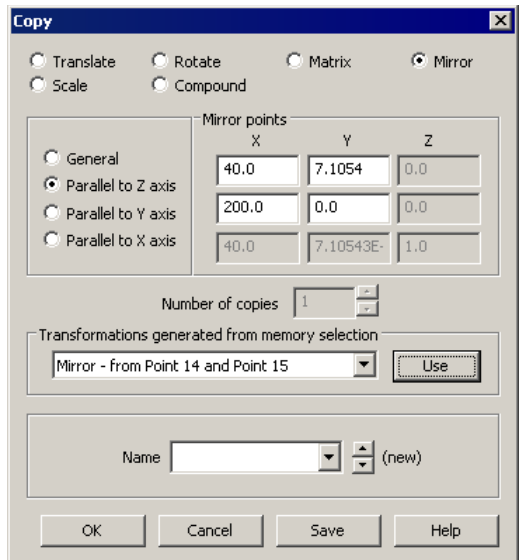 Copy
Translate Rotate Matrix Mirror
Scale Compound
Mirror points
X Y Z
General
40.0 7.1054 0.0
Parallel to Z axis
200.0 0.0 0.0
Parallel to Y axis
Parallel to X axis
40.0 7.10543E- 1.0
Number of copies 1
Transformations generated from memory selection
Mirror - from Point 14 and Point 15 Use
Name (new)
OK Cancel Save Help